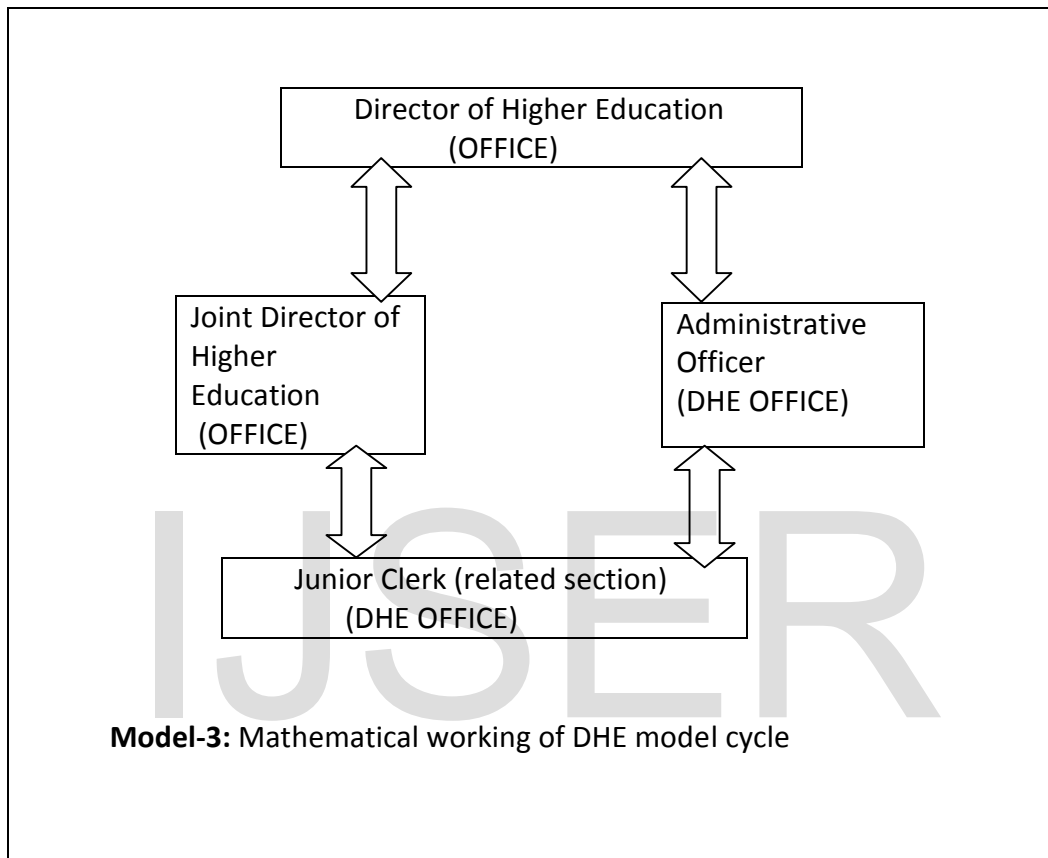 Director of Higher Education
(OFFICE)
Joint Director of
Higher
Education
(OFFICE)
Administrative
Officer
(DHE OFFICE)
Junior Clerk (related section)
(DHE OFFICE)
IJSER
Model-3: Mathematical working of DHE model cycle